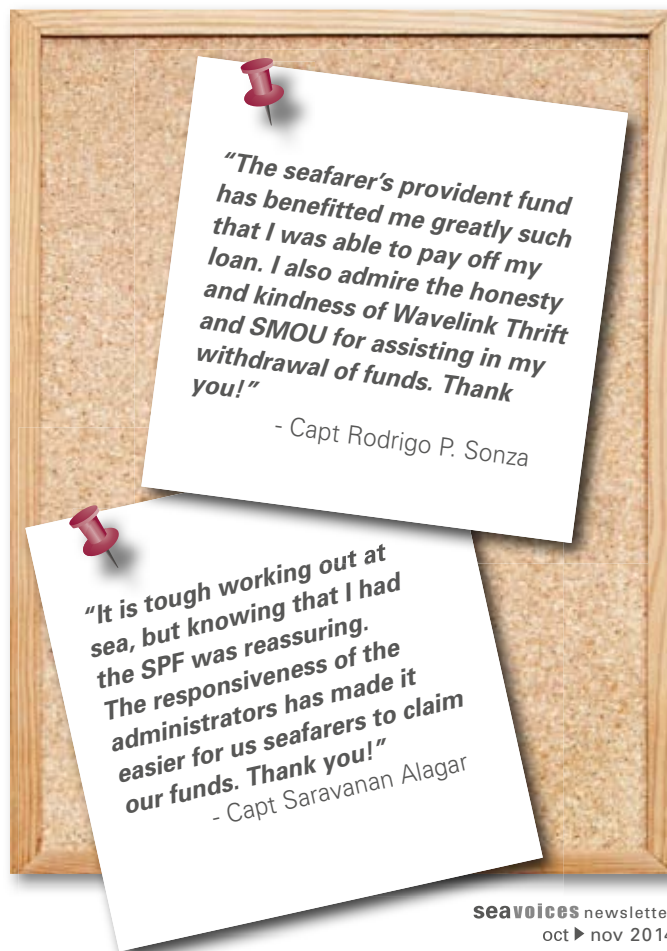 “The seafarer’s provident fund
has benefitted me greatly such
that I was able to pay off my
loan. I also admire the honesty
and kindness of Wavelink Thrift
and SMOU for assisting in my
withdrawal of funds. Thank
you!”
- Capt Rodrigo P. Sonza
“It is tough working out at
sea, but knowing that I had
the SPF was reassuring.
The responsiveness of the
administrators has made it
easier for us seafarers to claim
our funds. Thank you!”
- Capt Saravanan Alagar
seavoices newslette
oct ▶ nov 2014